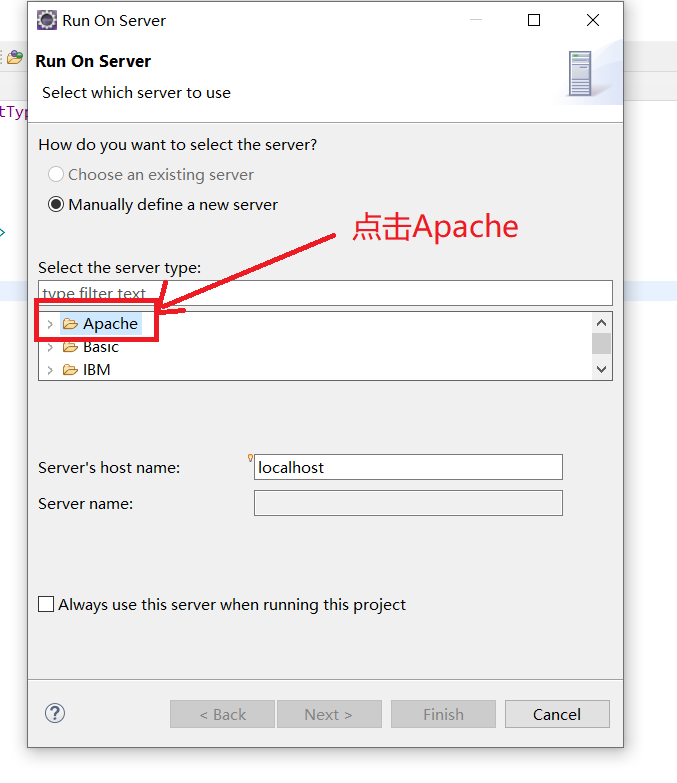 Run On Server
Run On Server
Select which server to use
tTyp
How do you want to select the server?
Choose an existing server
Manually define a new server
点击Apache
>
Select the server type:
type filter text
Apache
Basic
IBM
Server's host name:
localhost
Server name:
Always use this server when running this project
?
< Back
Next >
Finish
Cancel